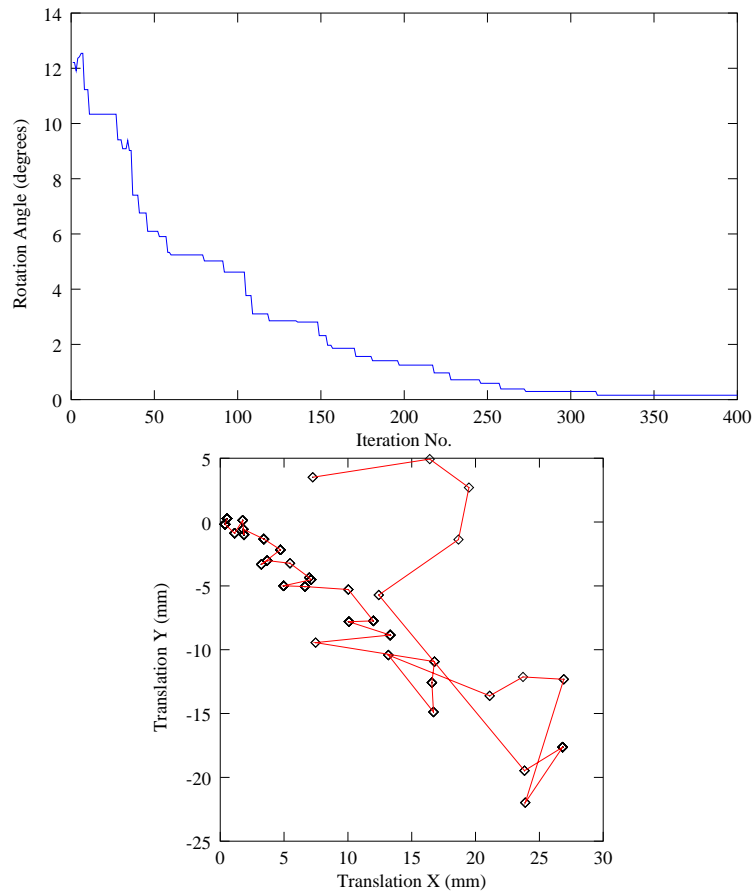 14
12
10
8
6
4
2
0
Rotation Angle (degrees)
0 50 100 150 200 250 300 350 400
Iteration No.
5
0
-5
-10
-15
-20
-25
Translation Y (mm)
0 5 10 15 20 25 30
Translation X (mm)